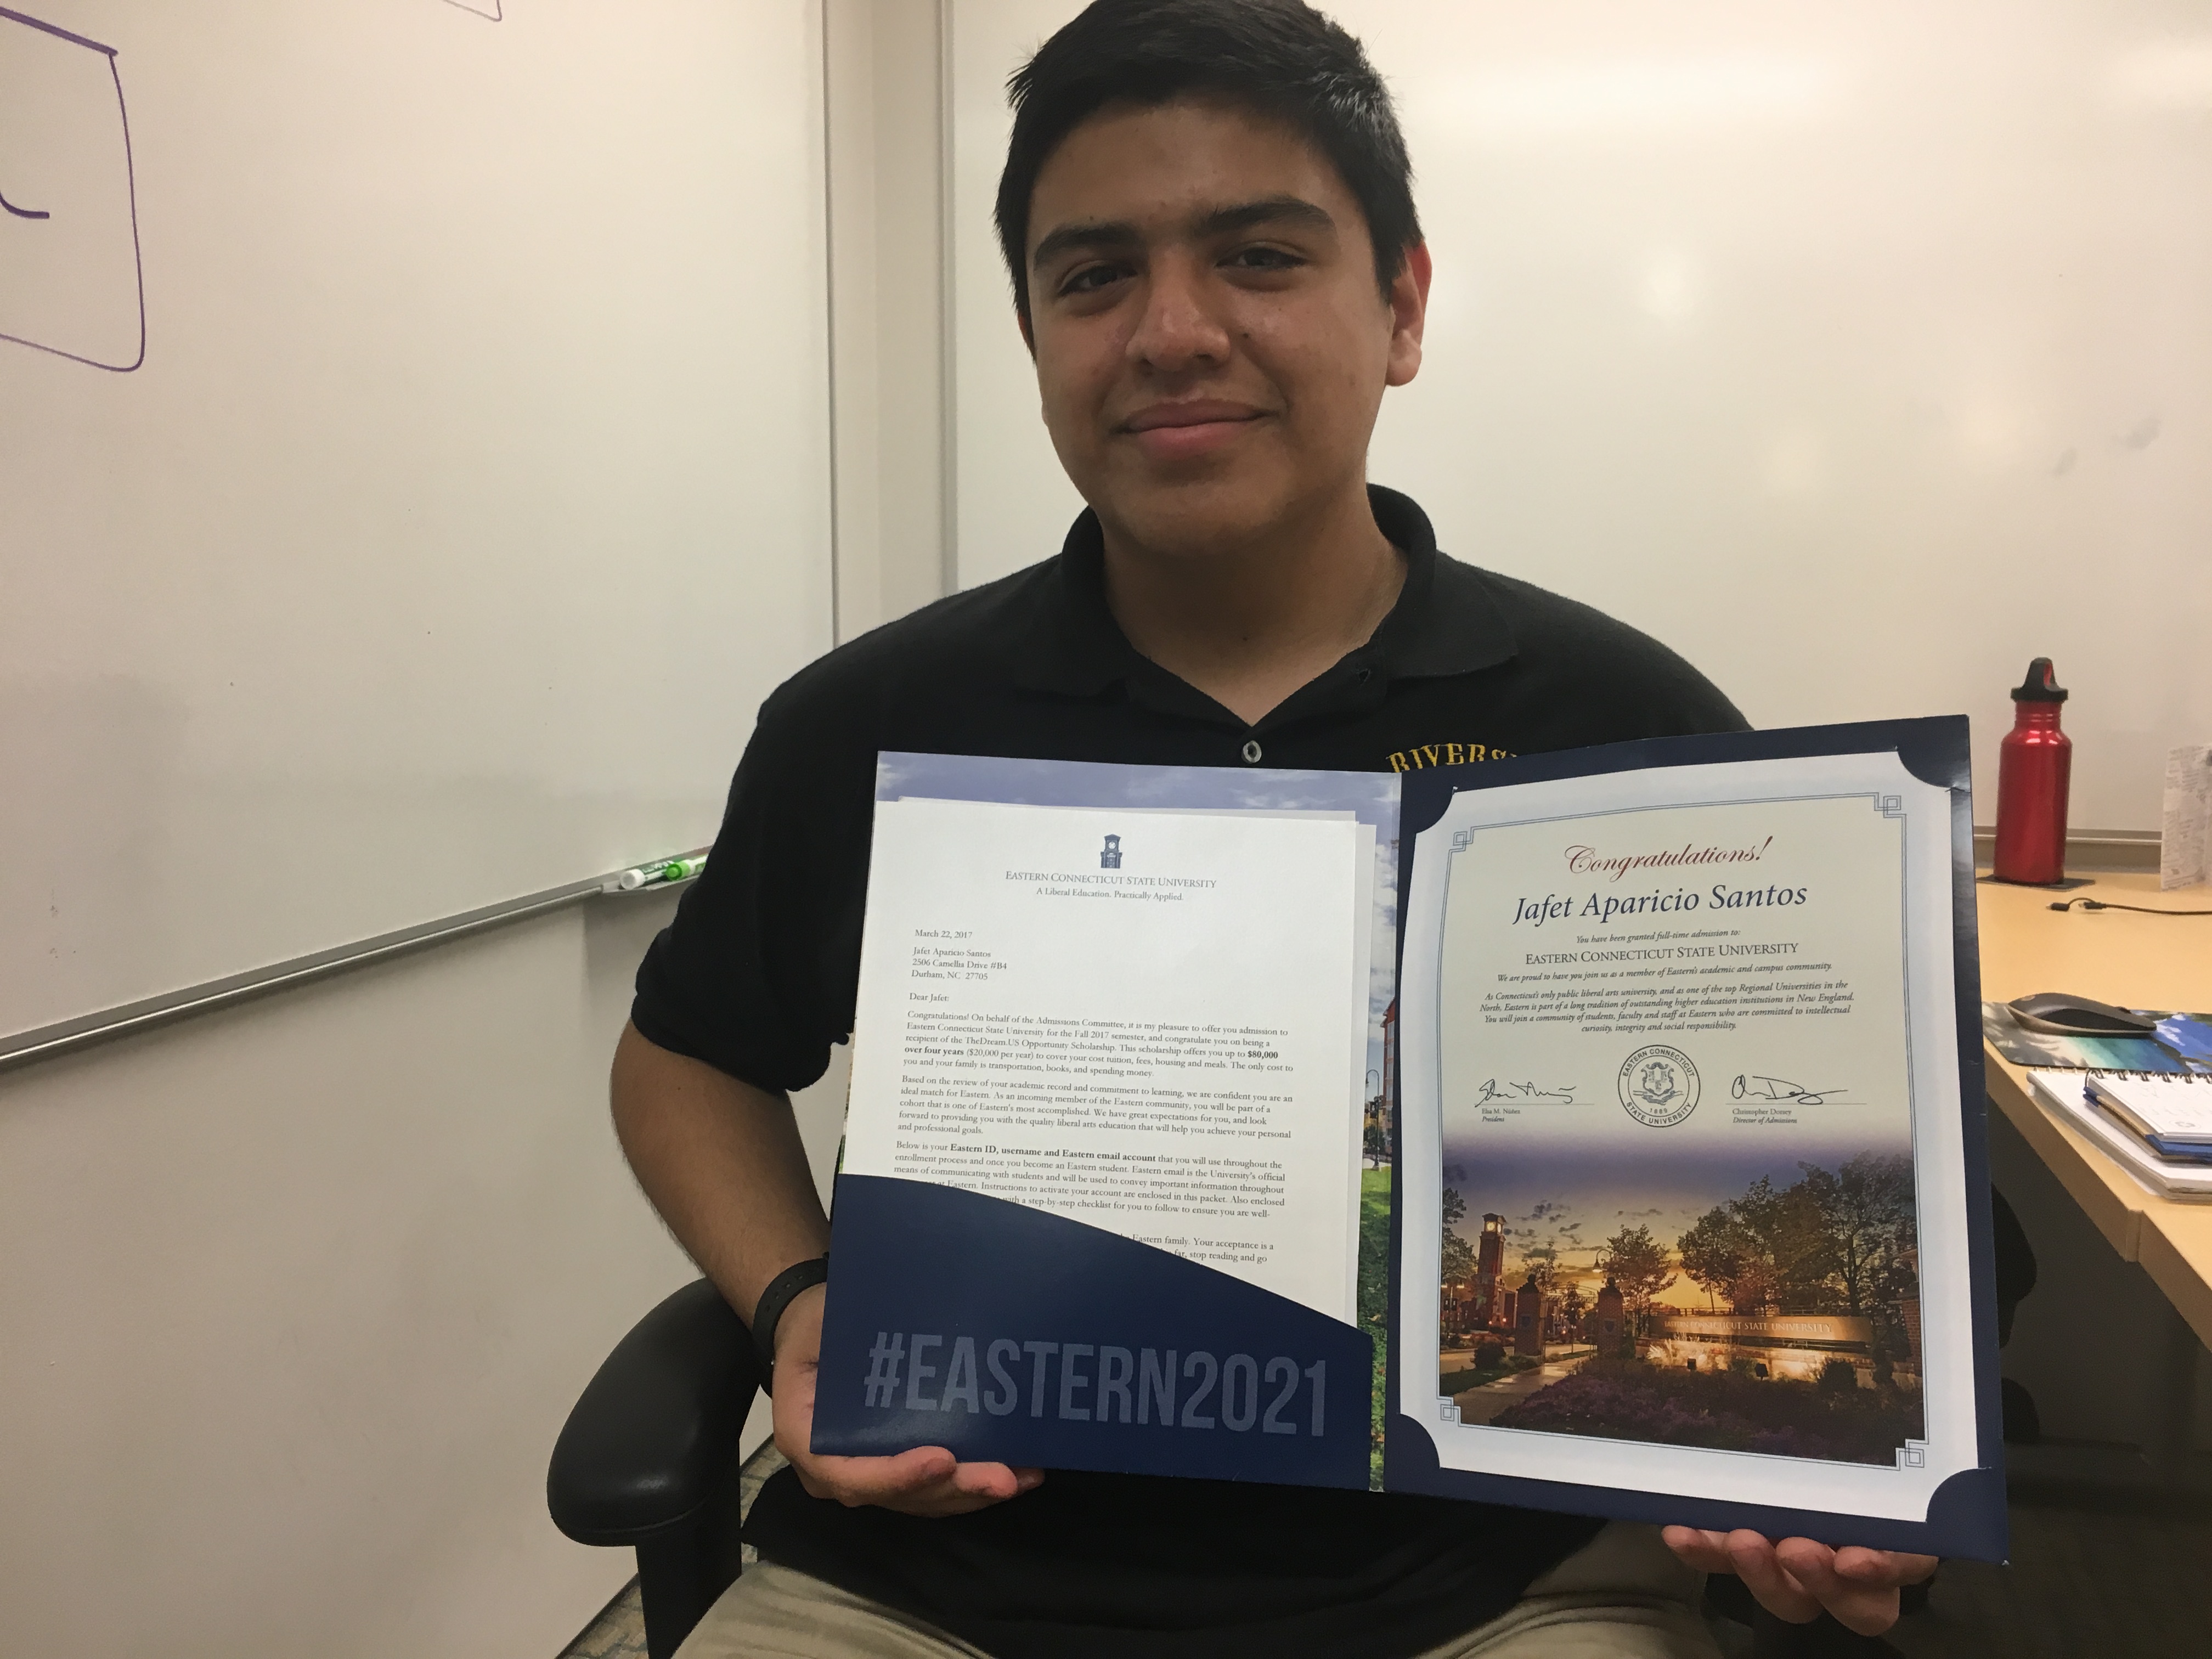 RIVERS
EASTERN CONNECTICUT STATE UNIVERSITY
A Liberal Education. Practically Applied.
March 22, 2017
Jafet Aparicio Santos
2506 Camellia Drive #B4
Durham, NC 27705
Dear Jafet:
Congratulations! On behalf of the Admissions Committee, it is my pleasure to offer you admission to
Eastern Connecticut State University for the Fall 2017 semester, and congratulate you on being a
recipient of the TheDream.US Opportunity Scholarship. This scholarship offers you up to $80,000
over four years ($20,000 per year) to cover your cost tuition, fees, housing and meals. The only cost to
you and your family is transportation, books, and spending money.
Based on the review of your academic record and commitment to learning, we are confident you are an
ideal match for Eastern. As an incoming member of the Eastern community, you will be part of a
cohort that is one of Eastern's most accomplished. We have great expectations for you, and look
forward to providing you with the quality liberal arts education that will help you achieve your personal
and professional goals.
Below is your Eastern ID, username and Eastern email account that you will use throughout the
enrollment process and once you become an Eastern student. Eastern email is the University's official
means of communicating with students and will be used to convey important information throughout
at Eastern. Instructions to activate your account are enclosed in this packet. Also enclosed
with a step-by-step checklist for you to follow to ensure you are well-
Eastern family. Your acceptance is a
far, stop reading and go
#EASTERN2021
Congratulations!
Jafet Aparicio Santos
You have been granted full-time admission to:
EASTERN CONNECTICUT STATE UNIVERSITY
We are proud to have you join us as a member of Eastern's academic and campus community.
As Connecticut's only public liberal arts university, and as one of the top Regional Universities in the
North, Eastern is part of a long tradition of outstanding higher education institutions in New England.
You will join a community of students, faculty and staff at Eastern who are committed to intellectual
curiosity, integrity and social responsibility.
EASTERN CONNECTICUT
STATE UNIVERSITY
1889
Elsa M. Núñez
President
Christopher Dorsey
Director of Admissions
EASTERN CONNECTICUT STATE UNIVERSITY